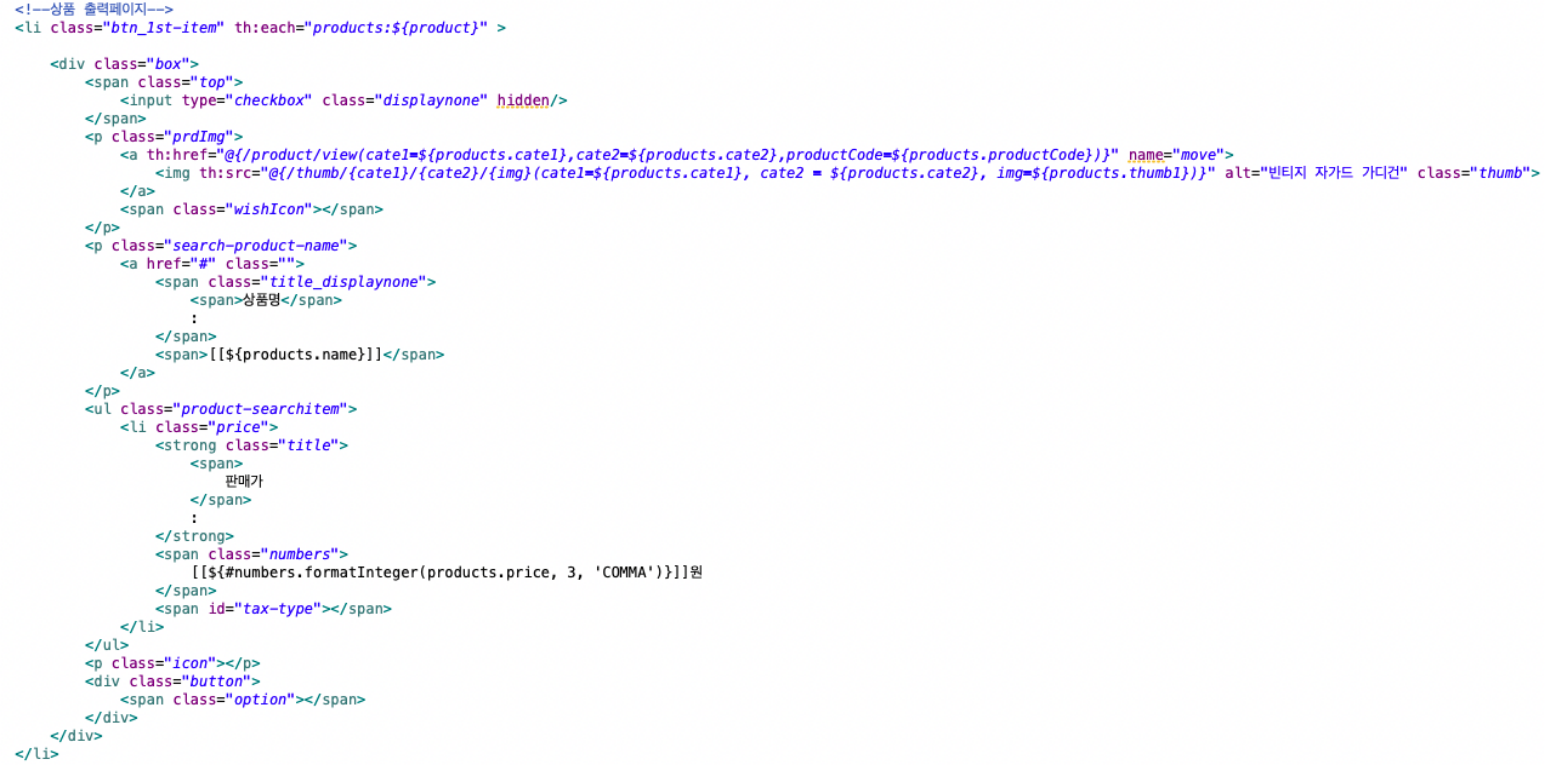 <!--상품 출력페이지-->
<li class="btn_1st-item" th:each="products:${product}" >
<div class="box">
<span class="top">
<input type="checkbox" class="displaynone" hidden/>
</span>
<p class="prdImg">
<a th:href="@{/product/view(cate1=${products.cate1},cate2=${products.cate2},productCode=${products.productCode})}" name="move">
<img th:src="@{/thumb/{cate1}/{cate2}/{img}(cate1=${products.cate1}, cate2 = ${products.cate2}, img=${products.thumb1})}" alt="빈티지 자가드 가디건" class="thumb">
</a>
<span class="wishIcon"></span>
</p>
<p class="search-product-name">
<a href="#" class="">
<span class="title_displaynone">
<span>상품명</span>
:
</span>
<span>[[${products.name}]]</span>
</a>
</p>
<ul class="product-searchitem">
<li class="price">
<strong class="title">
<span>
판매가
</span>
:
</strong>
<span class="numbers">
[[${#numbers.formatInteger(products.price, 3, 'COMMA')}]]원
</span>
<span id="tax-type"></span>
</li>
</ul>
<p class="icon"></p>
<div class="button">
<span class="option"></span>
</div>
</div>
</li>